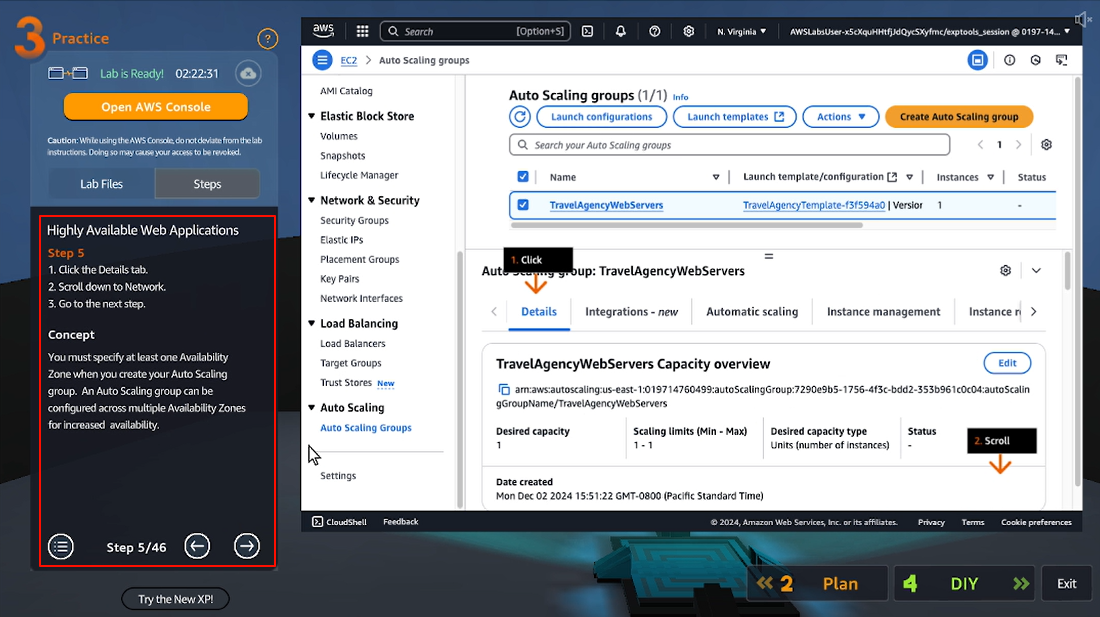 3 Practice
?
Lab is Ready! 02:22:31
Open AWS Console
Caution: While using the AWS Console, do not deviate from the lab
instructions. Doing so may cause your access to be revoked.
Lab Files
Steps
Highly Available Web Applications
Step 5
1. Click the Details tab.
2. Scroll down to Network.
3. Go to the next step.
Concept
You must specify at least one Availability
Zone when you create your Auto Scaling
group. An Auto Scaling group can be
configured across multiple Availability Zones
for increased availability.
Step 5/46
Try the New XP!
aws
Search [Option+S]
N. Virginia
AWSLabsUser-x5cXquHHtfjJdQycSXyfmc/exptools_session @ 0197-14...
EC2 > Auto Scaling groups
AMI Catalog
Elastic Block Store
Volumes
Snapshots
Lifecycle Manager
Network & Security
Security Groups
Elastic IPs
Placement Groups
Key Pairs
Network Interfaces
Load Balancing
Load Balancers
Target Groups
Trust Stores New
Auto Scaling
Auto Scaling Groups
Settings
Auto Scaling groups (1/1) Info
Launch configurations
Launch templates
Actions
Create Auto Scaling group
Search your Auto Scaling groups
1
Name
Launch template/configuration
Instances
Status
TravelAgencyWebServers
TravelAgencyTemplate-f3f594a0 | Version
1
-
1. Click
Auto Scaling group: TravelAgencyWebServers
Details
Integrations - new
Automatic scaling
Instance management
Instance r
TravelAgencyWebServers Capacity overview
Edit
arn:aws:autoscaling:us-east-1:019714760499:autoScalingGroup:7290e9b5-1756-4f3c-bdd2-353b961c0c04:autoScalin
gGroupName/TravelAgencyWebServers
Desired capacity
1
Scaling limits (Min - Max)
1 - 1
Desired capacity type
Units (number of instances)
Status
-
2. Scroll
Date created
Mon Dec 02 2024 15:51:22 GMT-0800 (Pacific Standard Time)
CloudShell
Feedback
© 2024, Amazon Web Services, Inc. or its affiliates.
Privacy
Terms
Cookie preferences
2 Plan
4 DIY
Exit